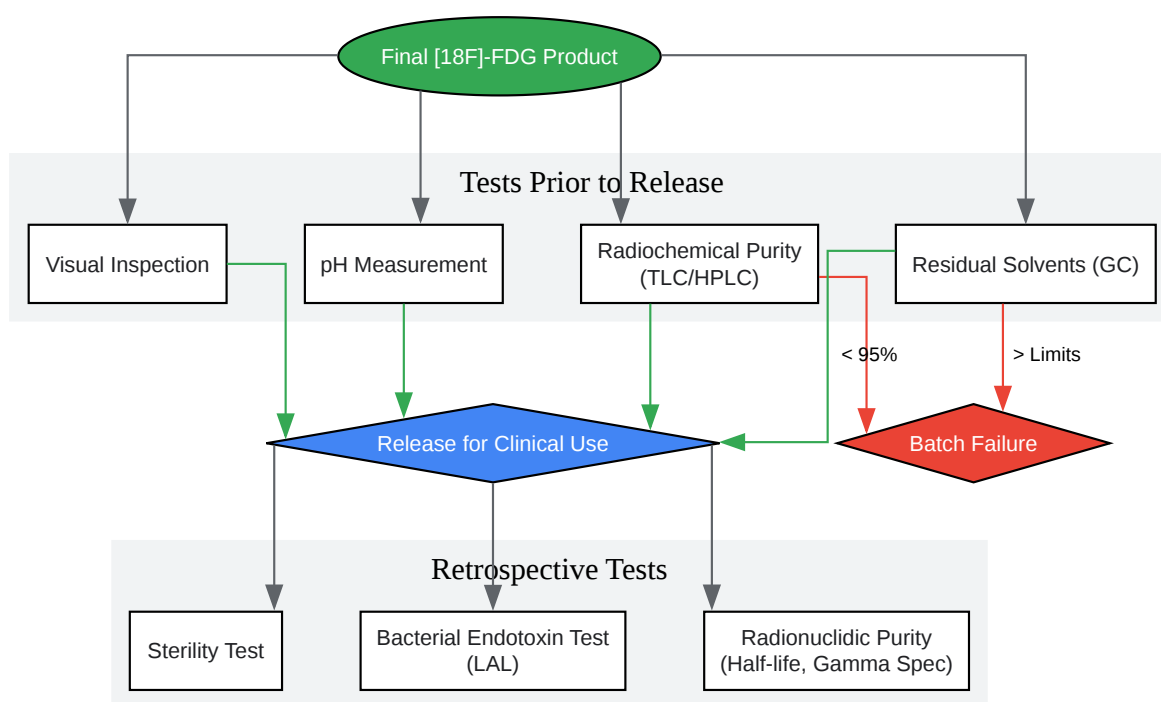 Final [18F]-FDG Product
Tests Prior to Release
Visual Inspection
pH Measurement
Radiochemical Purity
(TLC/HPLC)
Residual Solvents (GC)
< 95%
> Limits
Release for Clinical Use
Batch Failure
Retrospective Tests
Sterility Test
Bacterial Endotoxin Test
(LAL)
Radionuclidic Purity
(Half-life, Gamma Spec)